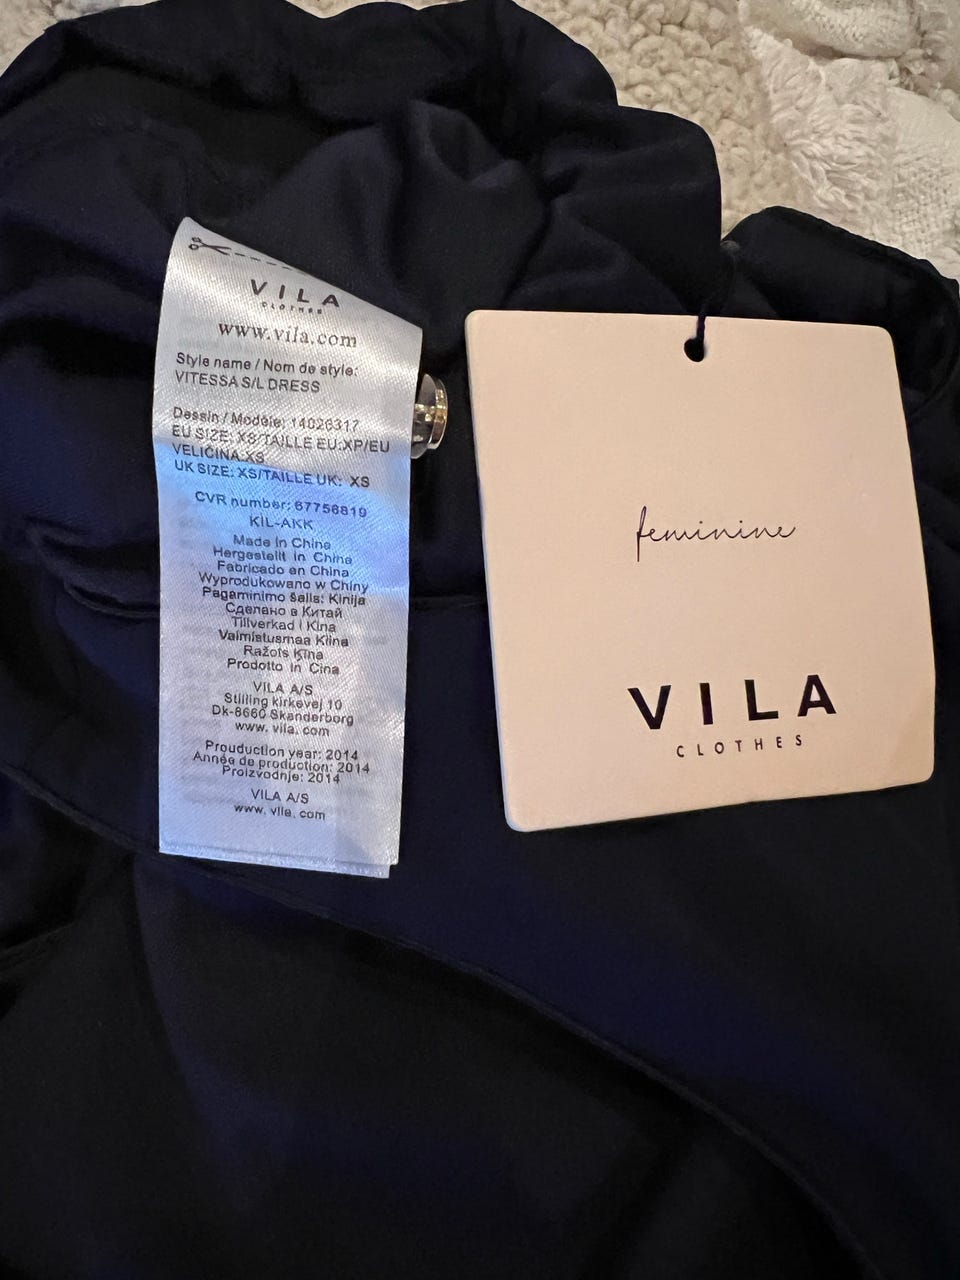 VILA
CLOTHES
www.vila.com
Style name / Nom de style:
VITESSA S/L DRESS
Dessin / Modèle: 14026317
EU SIZE: XS/TAILLE EU:XP/EU
VELIČINA:XS
UK SIZE: XS/TAILLE UK: XS
CVR number: 67756819
KIL-AKK
Made in China
Hergestellt in China
Fabricado en China
Wyprodukowano w Chiny
Pagaminimo šalis: Kinija
Сделано в Китай
Tillverkad i Kina
Valmistusmaa Kiina
Ražots Ķīna
Prodotto in Cina
VILA A/S
Stilling kirkevej 10
Dk-8660 Skanderborg
www. vila. com
Prouduction year: 2014
Année de production: 2014
Proizvodnje: 2014
VILA A/S
www. vila. com
feminine
VILA
CLOTHES